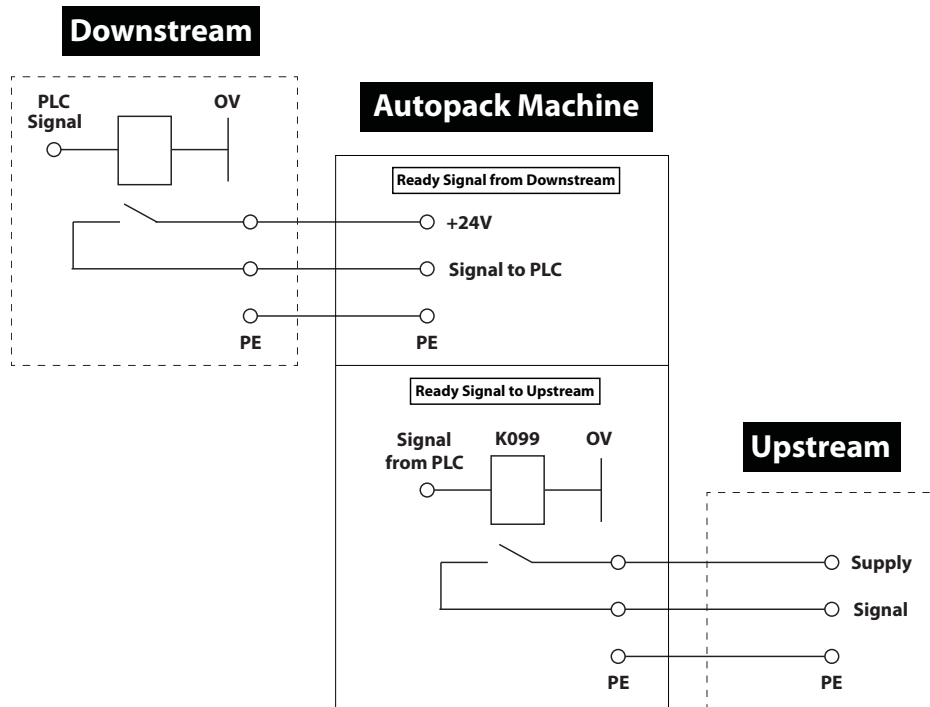 Downstream
PLC
Signal
OV
Autopack Machine
Ready Signal from Downstream
+24V
Signal to PLC
PE
PE
Ready Signal to Upstream
Signal
from PLC
K099
OV
Upstream
Supply
Signal
PE
PE